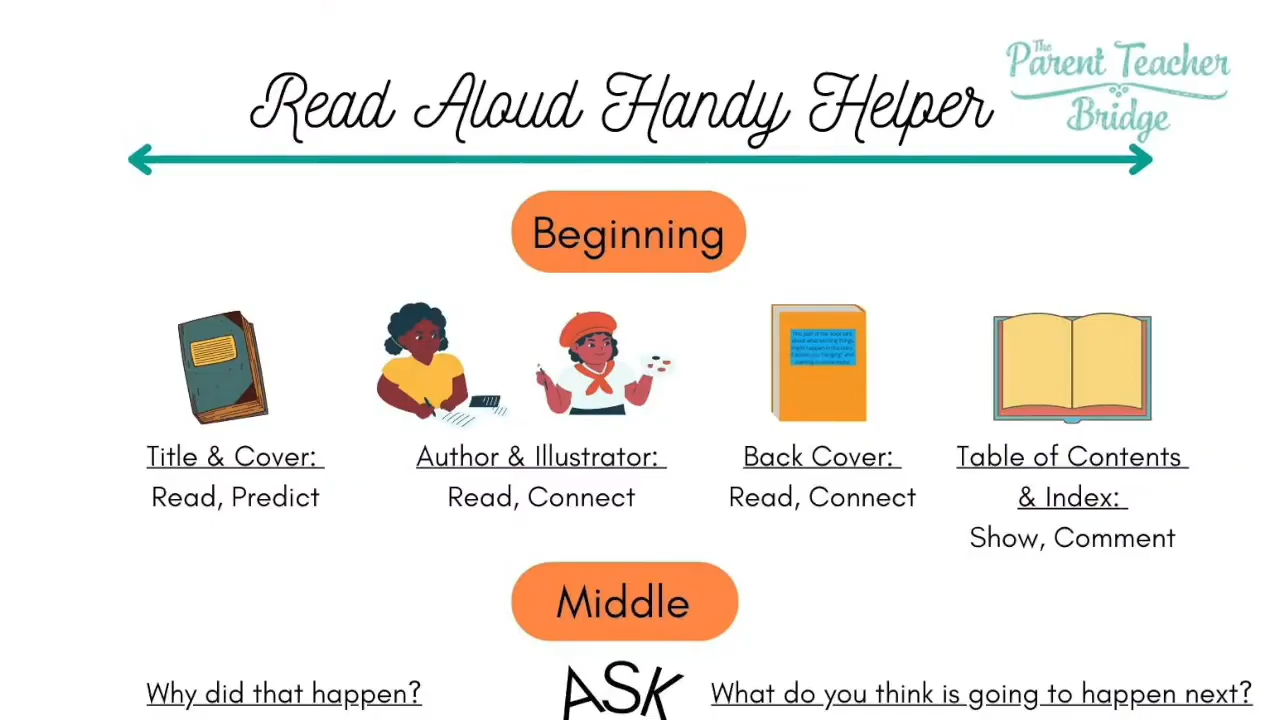 Read Aloud Handy Helper
The
Parent Teacher
Bridge
Beginning
Title & Cover:
Read, Predict
Author & Illustrator:
Read, Connect
Back Cover:
Read, Connect
Table of Contents
& Index:
Show, Comment
Middle
Why did that happen?
ASK
What do you think is going to happen next?